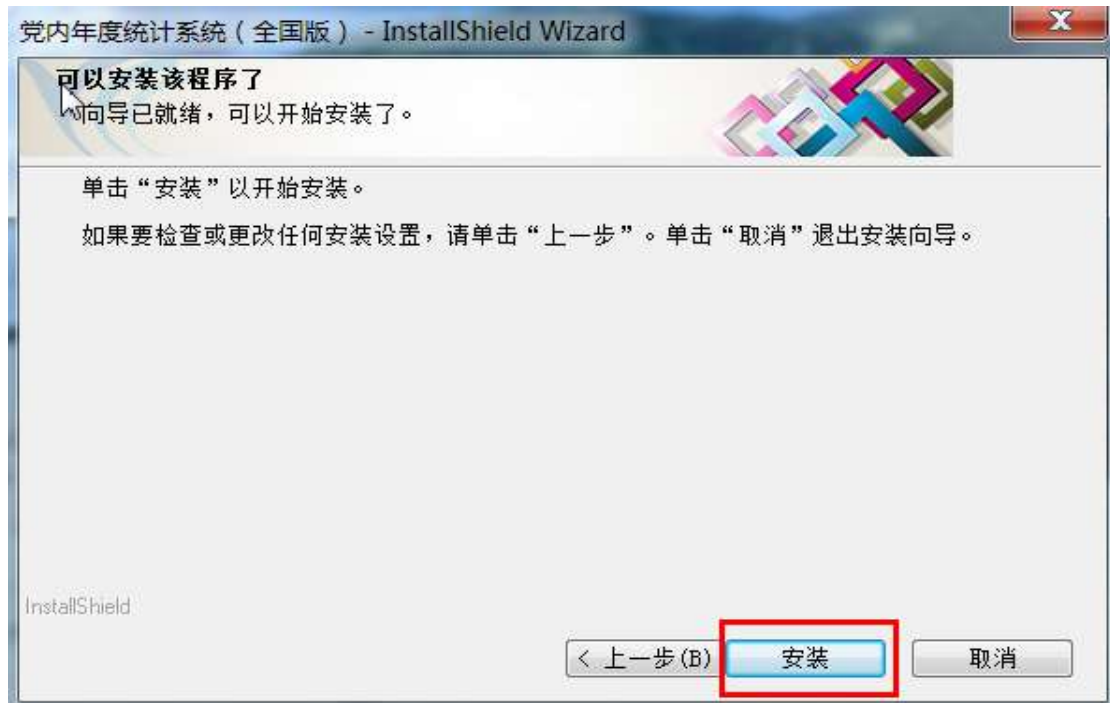 党内年度统计系统（全国版） - InstallShield Wizard
可以安装该程序了
向导已就绪，可以开始安装了。
单击“安装”以开始安装。
如果要检查或更改任何安装设置，请单击“上一步”。单击“取消”退出安装向导。
InstallShield
< 上一步(B) 安装 取消